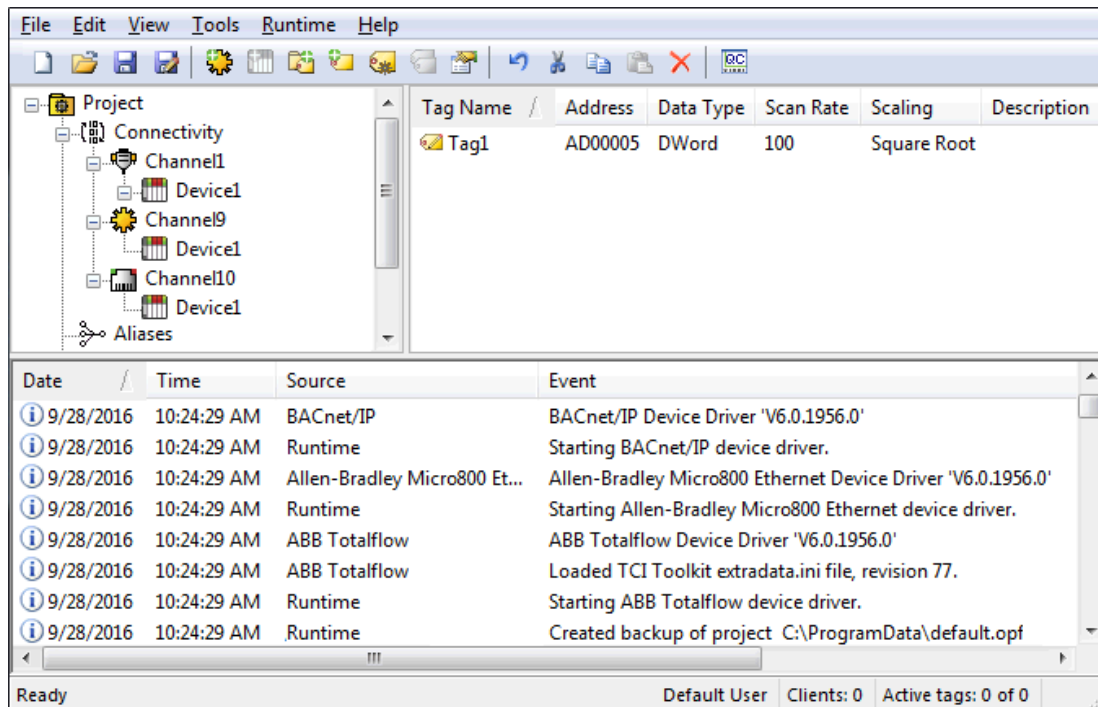 File Edit View Tools Runtime Help
QC
Project
Connectivity
Channel1
Device1
Channel9
Device1
Channel10
Device1
Aliases
Tag Name / Address Data Type Scan Rate Scaling Description
Tag1 AD00005 DWord 100 Square Root
Date / Time Source Event
9/28/2016 10:24:29 AM BACnet/IP BACnet/IP Device Driver 'V6.0.1956.0'
9/28/2016 10:24:29 AM Runtime Starting BACnet/IP device driver.
9/28/2016 10:24:29 AM Allen-Bradley Micro800 Et... Allen-Bradley Micro800 Ethernet Device Driver 'V6.0.1956.0'
9/28/2016 10:24:29 AM Runtime Starting Allen-Bradley Micro800 Ethernet device driver.
9/28/2016 10:24:29 AM ABB Totalflow ABB Totalflow Device Driver 'V6.0.1956.0'
9/28/2016 10:24:29 AM ABB Totalflow Loaded TCI Toolkit extradata.ini file, revision 77.
9/28/2016 10:24:29 AM Runtime Starting ABB Totalflow device driver.
9/28/2016 10:24:29 AM Runtime Created backup of project C:\ProgramData\default.opf
Ready Default User Clients: 0 Active tags: 0 of 0